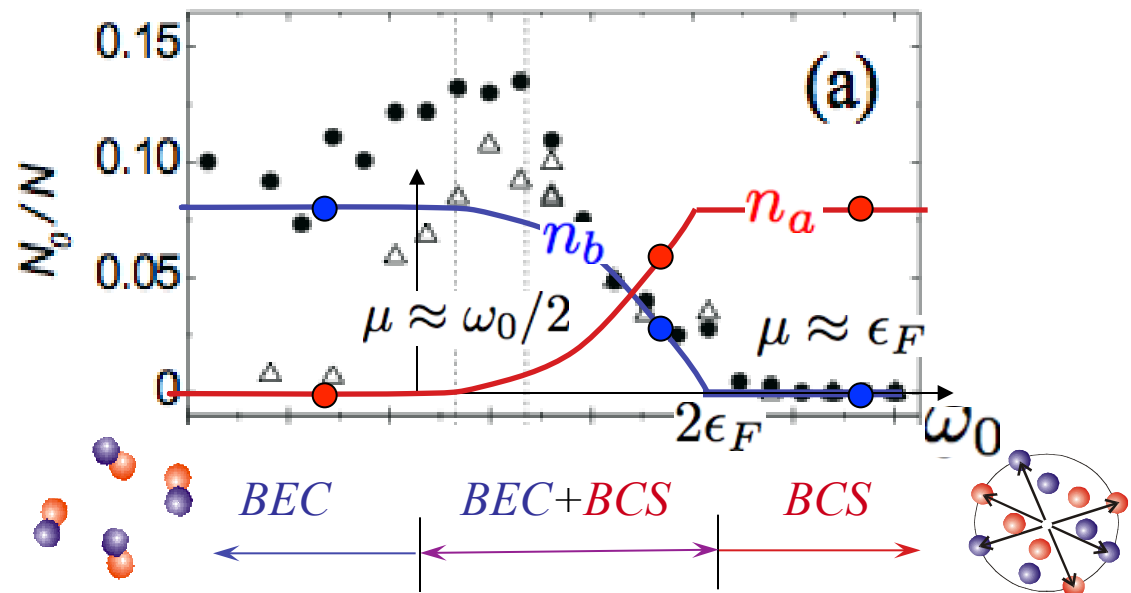 0.15
(a)
0.10
N₀/N
n_a
n_b
0.05
μ ≈ ω₀/2
μ ≈ ϵ_F
0
2ϵ_F
ω₀
BEC BEC+BCS BCS